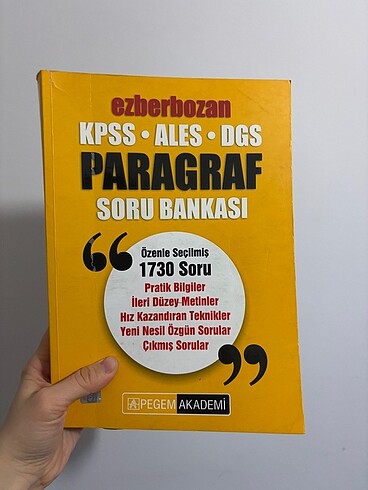 ezberbozan
KPSS • ALES • DGS
PARAGRAF
SORU BANKASI
“
Özenle Seçilmiş
1730 Soru
Pratik Bilgiler
İleri Düzey Metinler
Hız Kazandıran Teknikler
Yeni Nesil Özgün Sorular
Çıkmış Sorular
”
PEGEM AKADEMİ